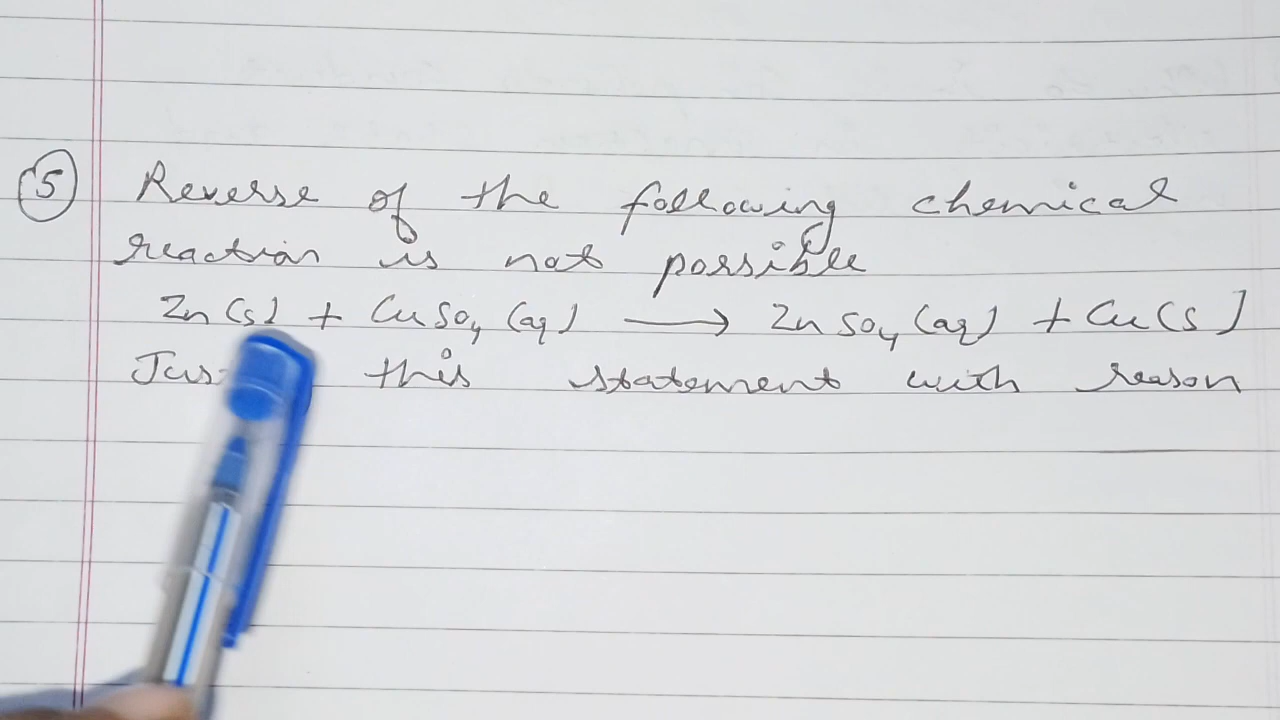 5 Reverse of the following chemical
reaction is not possible
Zn(s) + CuSO4 (aq) → ZnSO4 (aq) + Cu(s)
this statement with reason